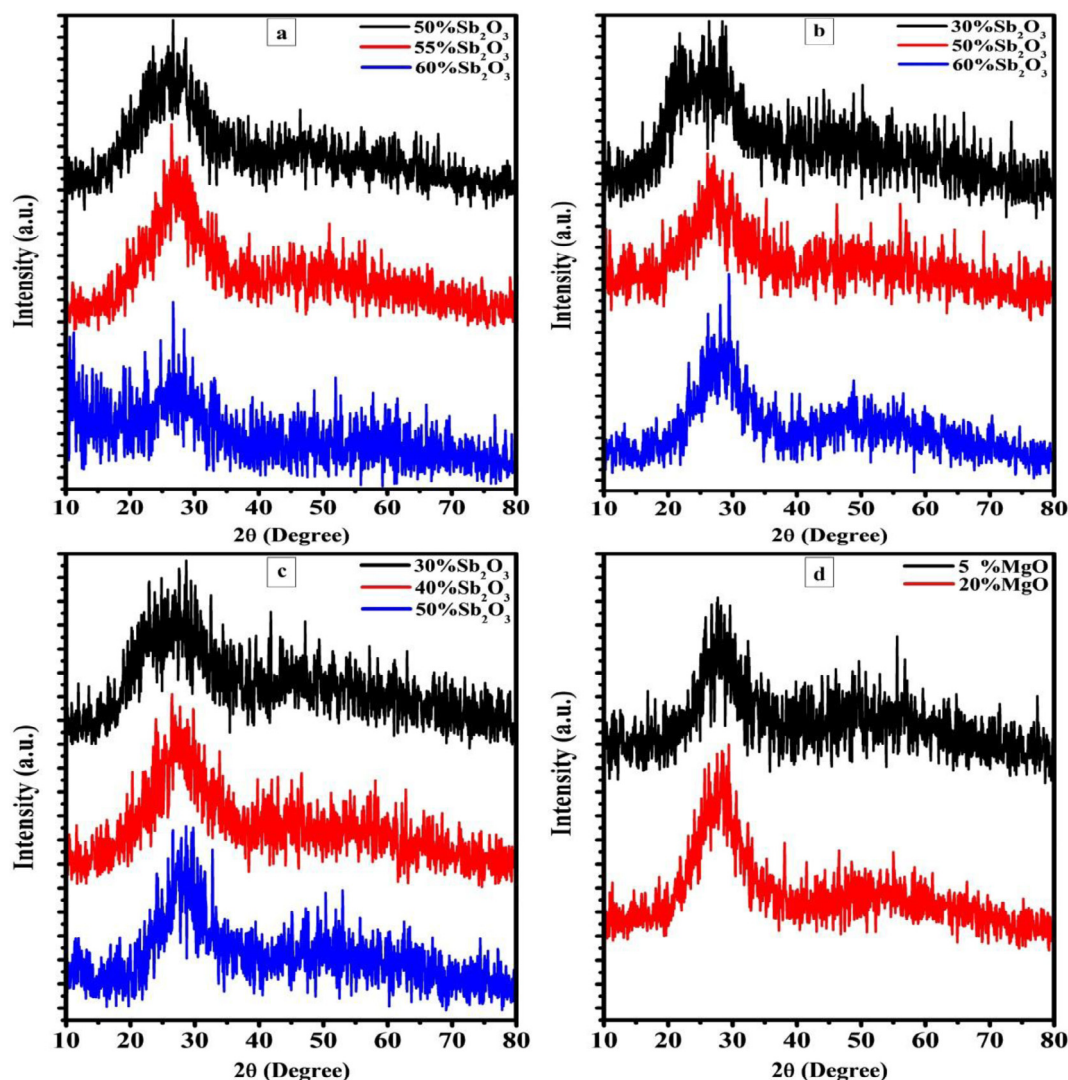 a
50%Sb₂O₃
55%Sb₂O₃
60%Sb₂O₃
Intensity (a.u.)
10 20 30 40 50 60 70 80
2θ (Degree)
b
30%Sb₂O₃
50%Sb₂O₃
60%Sb₂O₃
Intensity (a.u.)
10 20 30 40 50 60 70 80
2θ (Degree)
c
30%Sb₂O₃
40%Sb₂O₃
50%Sb₂O₃
Intensity (a.u.)
10 20 30 40 50 60 70 80
2θ (Degree)
d
5 %MgO
20%MgO
Intensity (a.u.)
10 20 30 40 50 60 70 80
2θ (Degree)